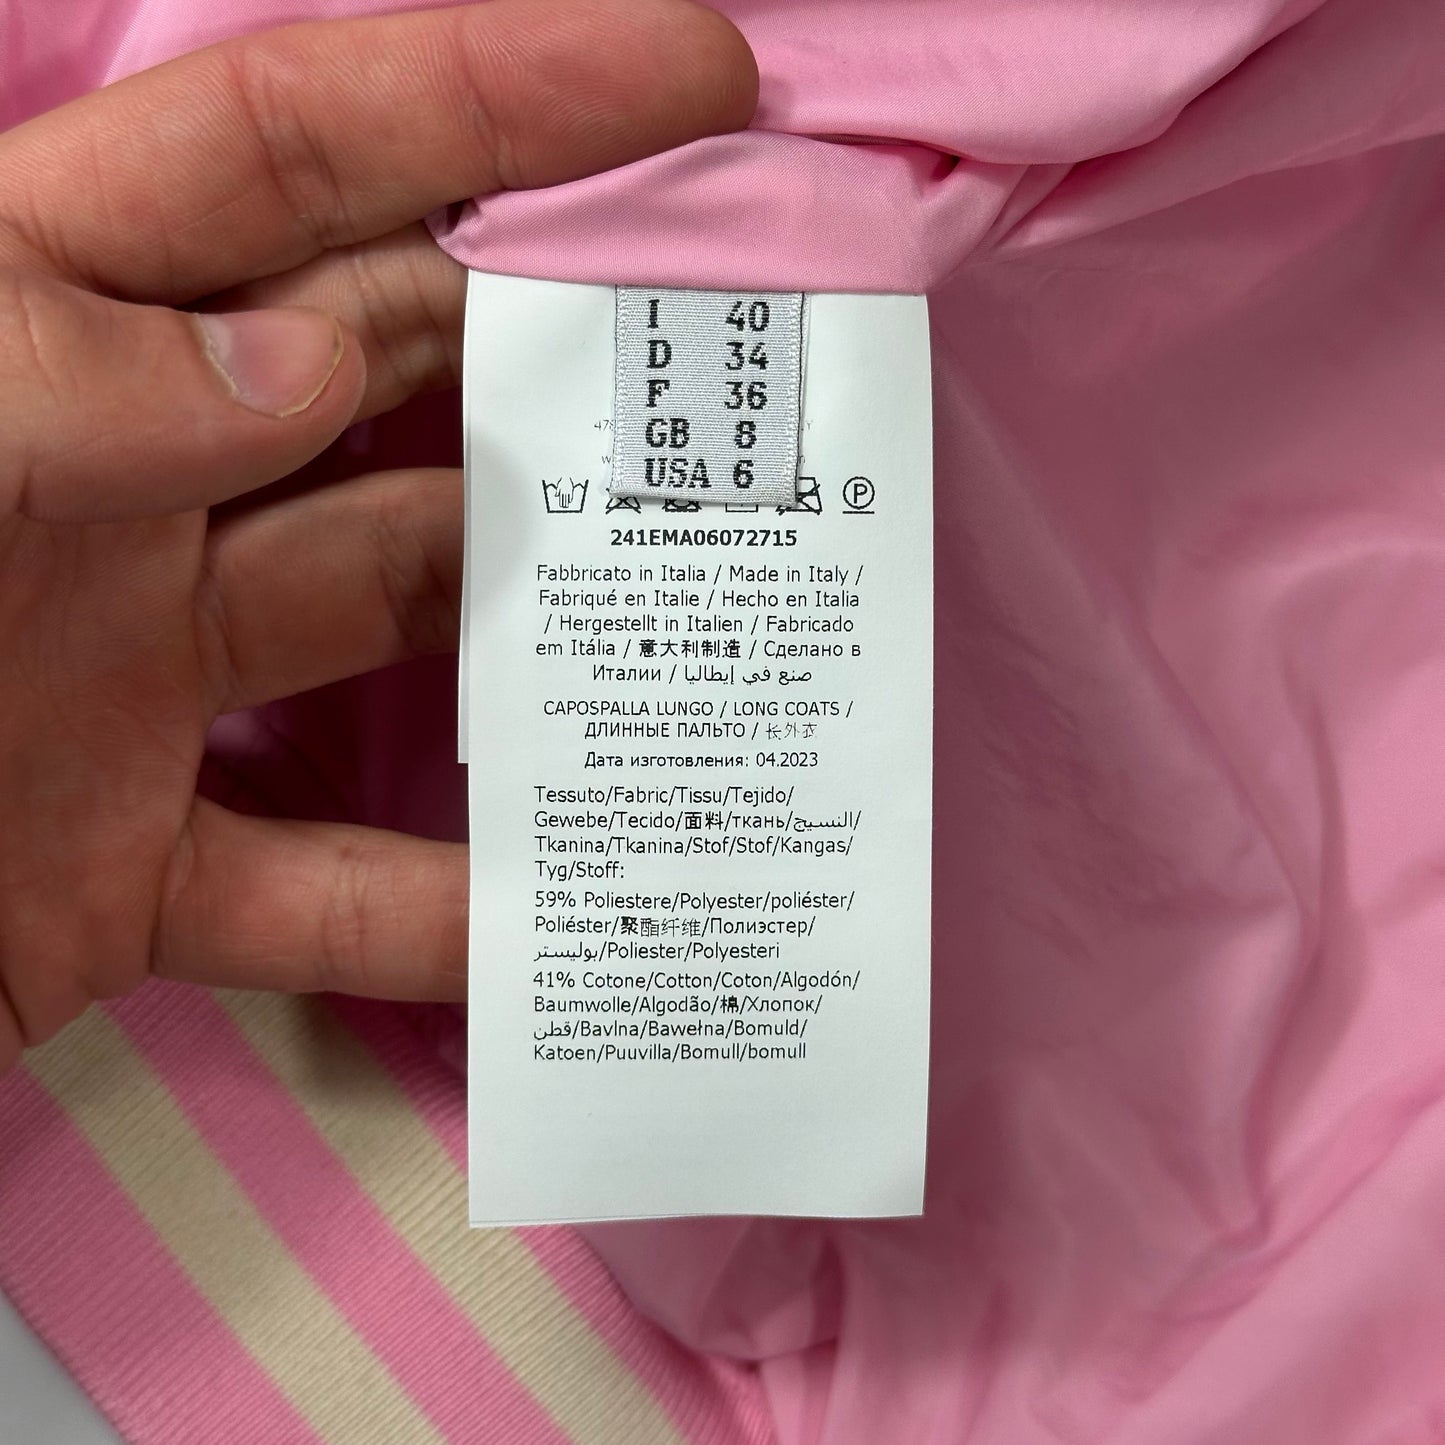 I 40
D 34
F 36
GB 8
USA 6
P
241EMA06072715
Fabbricato in Italia / Made in Italy /
Fabriqué en Italie / Hecho en Italia
/ Hergestellt in Italien / Fabricado
em Itália / 意大利制造 / Сделано в
Италии / صنع في إيطاليا
CAPOSPALLA LUNGO / LONG COATS /
ДЛИННЫЕ ПАЛЬТО / 长外衣
Дата изготовления: 04.2023
Tessuto/Fabric/Tissu/Tejido/
Gewebe/Tecido/面料/ткань/النسيج/
Tkanina/Tkanina/Stof/Stof/Kangas/
Tyg/Stoff:
59% Poliestere/Polyester/poliéster/
Poliéster/聚酯纤维/Полиэстер/
بوليستر/Poliester/Polyesteri
41% Cotone/Cotton/Coton/Algodón/
Baumwolle/Algodão/棉/Хлопок/
قطن/Bavlna/Bawełna/Bomuld/
Katoen/Puuvilla/Bomull/bomull